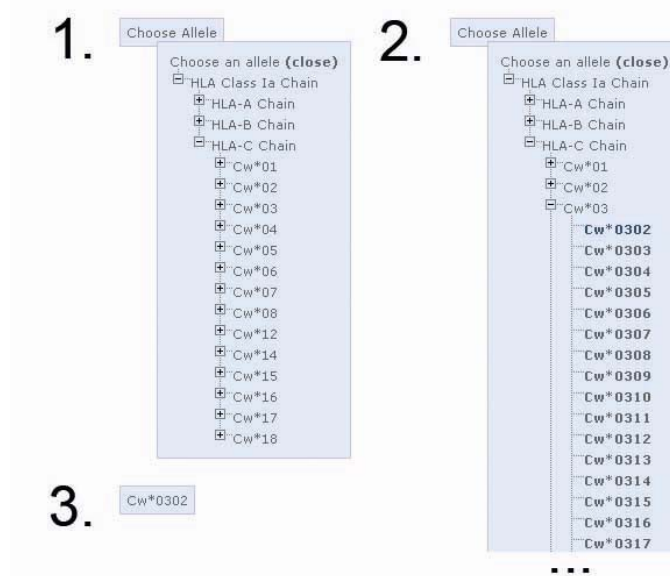 1.
Choose Allele
Choose an allele (close)
HLA Class Ia Chain
HLA-A Chain
HLA-B Chain
HLA-C Chain
Cw*01
Cw*02
Cw*03
Cw*04
Cw*05
Cw*06
Cw*07
Cw*08
Cw*12
Cw*14
Cw*15
Cw*16
Cw*17
Cw*18
2.
Choose Allele
Choose an allele (close)
HLA Class Ia Chain
HLA-A Chain
HLA-B Chain
HLA-C Chain
Cw*01
Cw*02
Cw*03
Cw*0302
Cw*0303
Cw*0304
Cw*0305
Cw*0306
Cw*0307
Cw*0308
Cw*0309
Cw*0310
Cw*0311
Cw*0312
Cw*0313
Cw*0314
Cw*0315
Cw*0316
Cw*0317
...
3.
Cw*0302